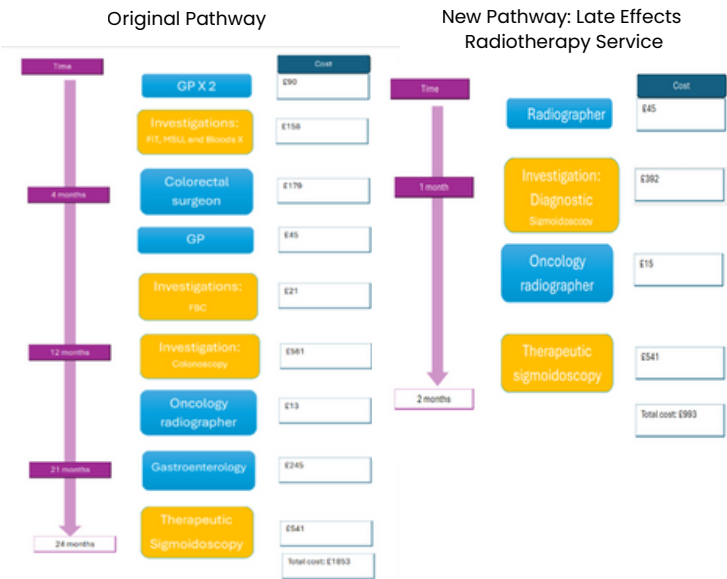 Original Pathway
Time
Cost
GP X 2
£90
Investigations:
FIT, MSU, and Bloods X
£156
4 months
Colorectal
surgeon
£179
GP
£45
Investigations:
FBC
£21
12 months
Investigation:
Colonoscopy
£561
Oncology
radiographer
£13
21 months
Gastroenterology
£245
24 months
Therapeutic
Sigmoidoscopy
£541
Total cost: £1853
New Pathway: Late Effects
Radiotherapy Service
Time
Cost
Radiographer
£45
1 month
Investigation:
Diagnostic
Sigmoidoscopy
£392
Oncology
radiographer
£15
Therapeutic
sigmoidoscopy
£541
2 months
Total cost: £993